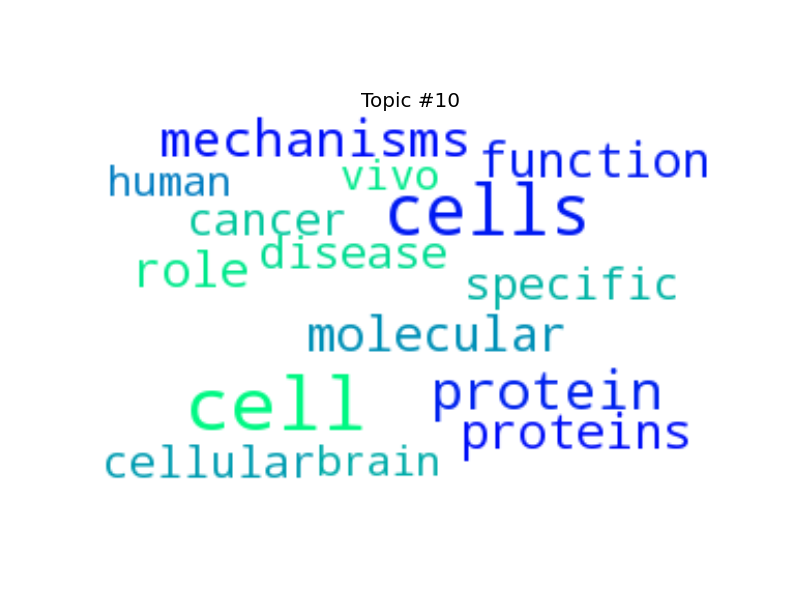 Topic #10
mechanisms
function
human
vivo
cancer
cells
disease
role
specific
molecular
cell
protein
proteins
cellular
brain